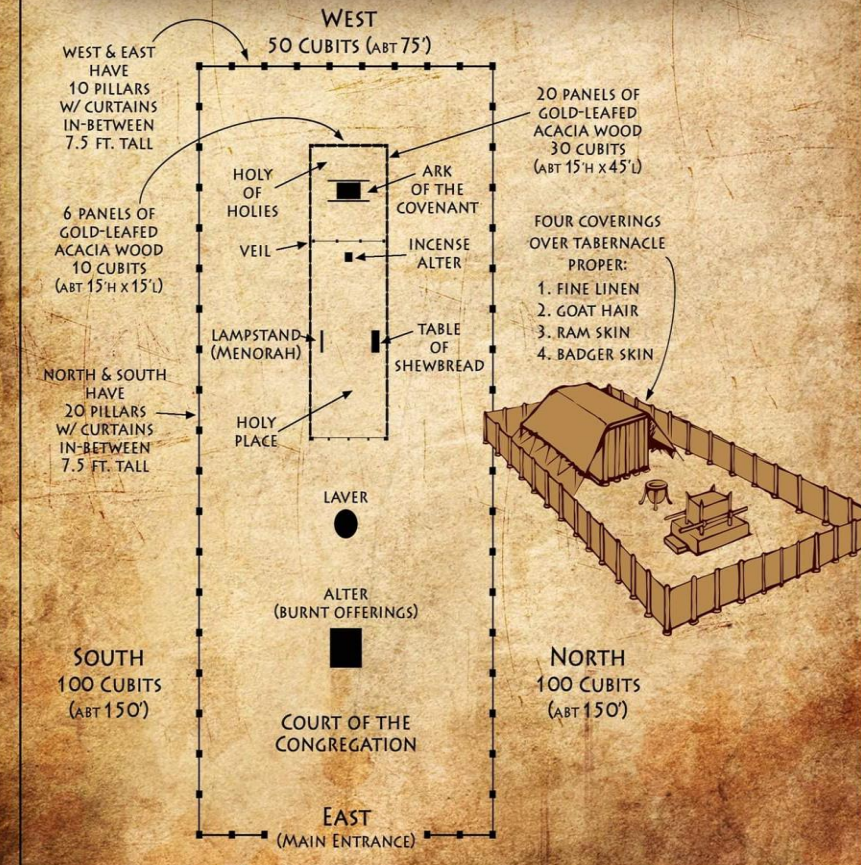 WEST
50 CUBITS (ABT 75')
WEST & EAST
HAVE
10 PILLARS
W/ CURTAINS
IN-BETWEEN
7.5 FT. TALL
20 PANELS OF
GOLD-LEAFED
ACACIA WOOD
30 CUBITS
(ABT 15'H X 45'L)
HOLY
OF
HOLIES
ARK
OF THE
COVENANT
6 PANELS OF
GOLD-LEAFED
ACACIA WOOD
10 CUBITS
(ABT 15'H X 15'L)
VEIL
INCENSE
ALTER
FOUR COVERINGS
OVER TABERNACLE
PROPER:
1. FINE LINEN
2. GOAT HAIR
3. RAM SKIN
4. BADGER SKIN
LAMPSTAND
(MENORAH)
TABLE
OF
SHEWBREAD
NORTH & SOUTH
HAVE
20 PILLARS
W/ CURTAINS
IN-BETWEEN
7.5 FT. TALL
HOLY
PLACE
LAVER
ALTER
(BURNT OFFERINGS)
SOUTH
100 CUBITS
(ABT 150')
NORTH
100 CUBITS
(ABT 150')
COURT OF THE
CONGREGATION
EAST
(MAIN ENTRANCE)